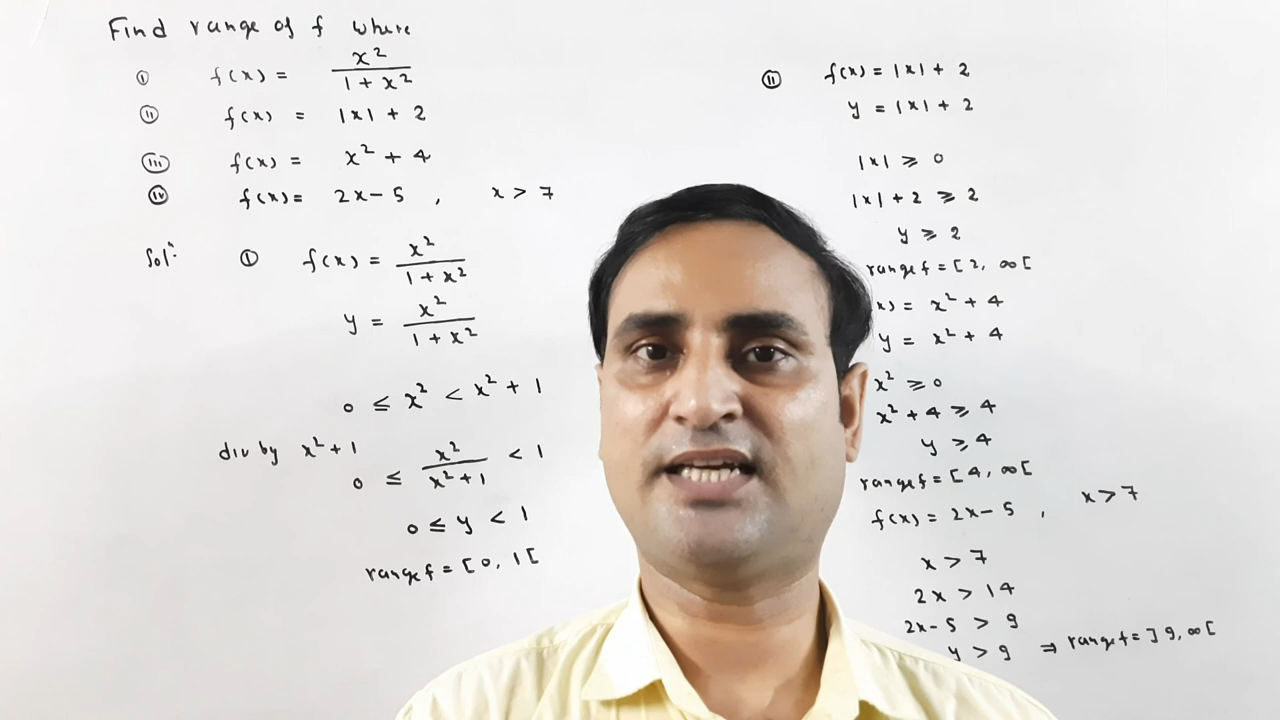 Find range of f where
(i) f(x) = x²/(1 + x²)
(ii) f(x) = |x| + 2
(iii) f(x) = x² + 4
(iv) f(x) = 2x - 5 , x > 7
Sol:
(i) f(x) = x²/(1 + x²)
y = x²/(1 + x²)
0 ≤ x² < x² + 1
div by x² + 1
0 ≤ x²/(x² + 1) < 1
0 ≤ y < 1
range f = [0, 1[
(ii) f(x) = |x| + 2
y = |x| + 2
|x| ≥ 0
|x| + 2 ≥ 2
y ≥ 2
range f = [2, ∞[
x) = x² + 4
y = x² + 4
x² ≥ 0
x² + 4 ≥ 4
y ≥ 4
range f = [4, ∞[
f(x) = 2x - 5 , x > 7
x > 7
2x > 14
2x - 5 > 9
y > 9 ⇒ range f = ]9, ∞[